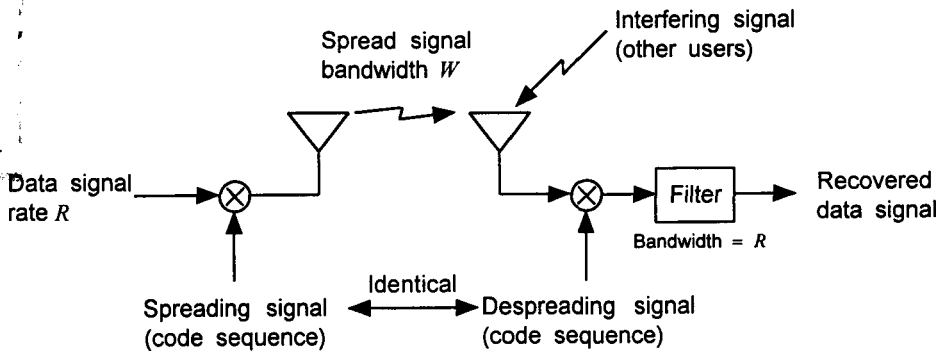 Interfering signal
(other users)
Spread signal
bandwidth W
Data signal
rate R
Filter
Bandwidth = R
Recovered
data signal
Identical
Spreading signal
(code sequence)
Despreading signal
(code sequence)